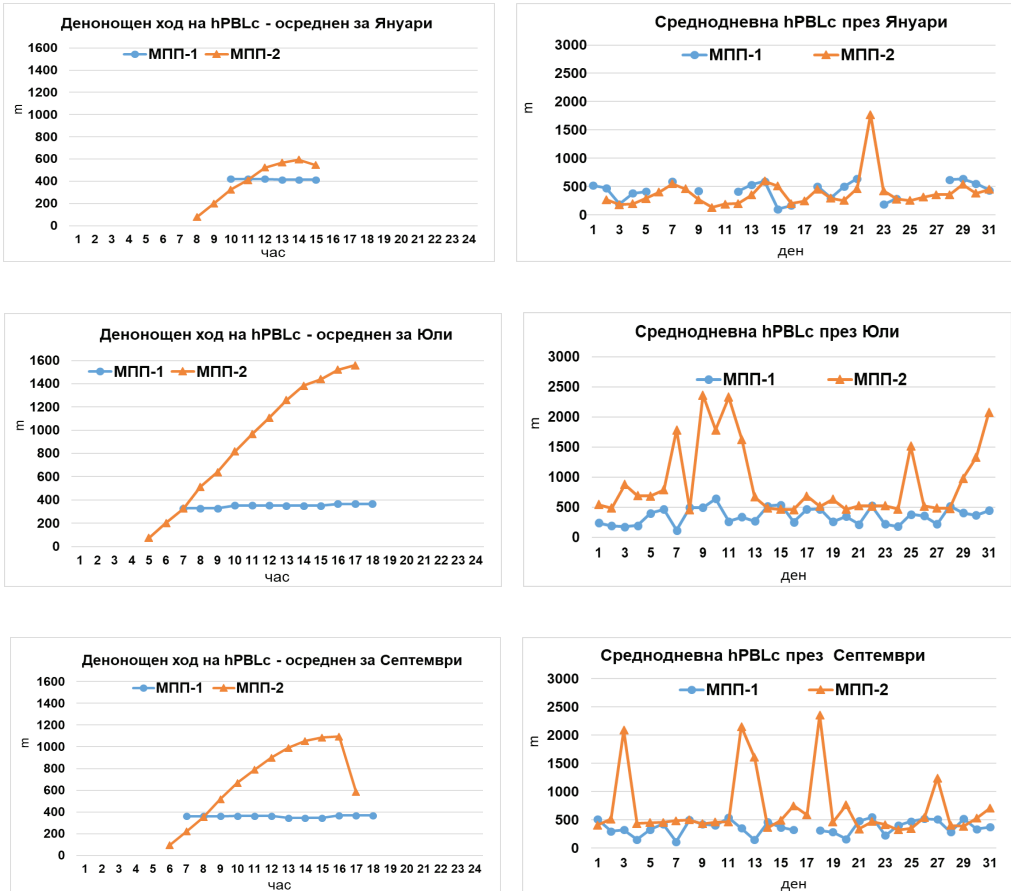 Денонощен ход на hPBLc - осреднен за Януари
МПП-1 МПП-2
1600
1400
1200
1000
800
600
400
200
0
m
1 2 3 4 5 6 7 8 9 10 11 12 13 14 15 16 17 18 19 20 21 22 23 24
час
Среднодневна hPBLc през Януари
МПП-1 МПП-2
3000
2500
2000
1500
1000
500
0
m
1 3 5 7 9 11 13 15 17 19 21 23 25 27 29 31
ден
Денонощен ход на hPBLc - осреднен за Юли
МПП-1 МПП-2
1600
1400
1200
1000
800
600
400
200
0
m
1 2 3 4 5 6 7 8 9 10 11 12 13 14 15 16 17 18 19 20 21 22 23 24
час
Среднодневна hPBLc през Юли
МПП-1 МПП-2
3000
2500
2000
1500
1000
500
0
m
1 3 5 7 9 11 13 15 17 19 21 23 25 27 29 31
ден
Денонощен ход на hPBLc - осреднен за Септември
МПП-1 МПП-2
1600
1400
1200
1000
800
600
400
200
0
m
1 2 3 4 5 6 7 8 9 10 11 12 13 14 15 16 17 18 19 20 21 22 23 24
час
Среднодневна hPBLc през Септември
МПП-1 МПП-2
3000
2500
2000
1500
1000
500
0
m
1 3 5 7 9 11 13 15 17 19 21 23 25 27 29 31
ден